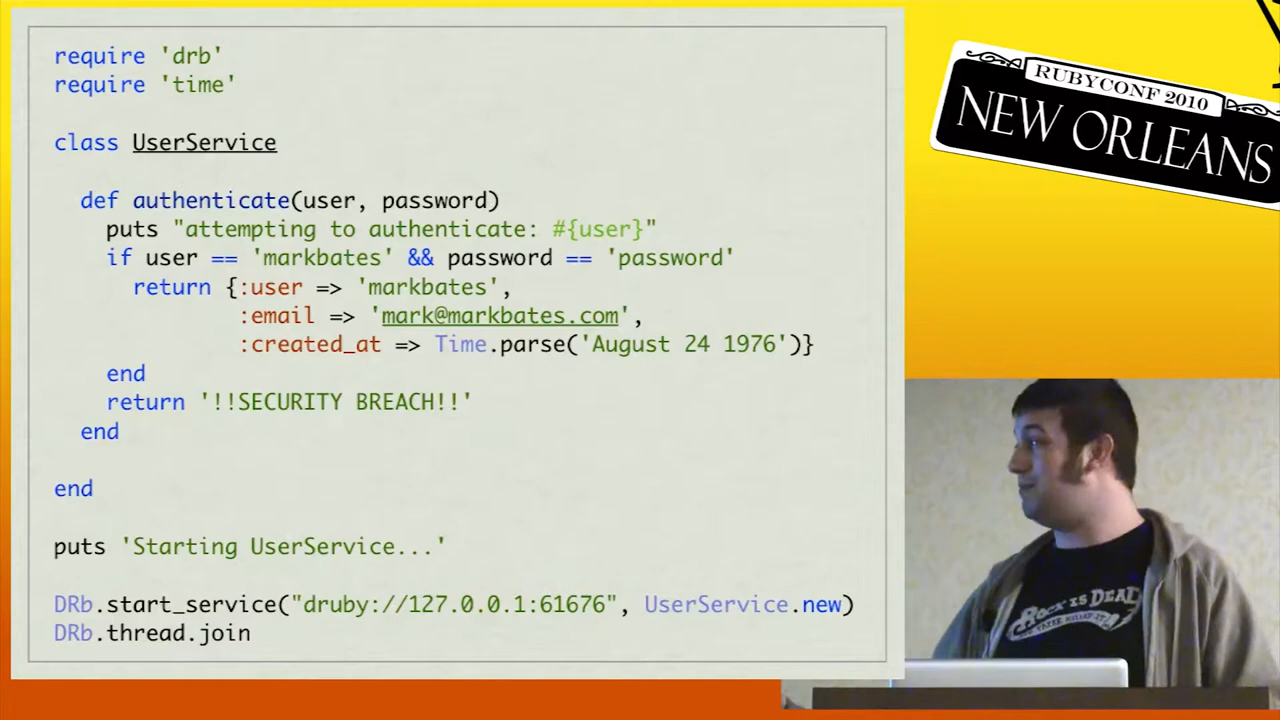 require 'drb'
require 'time'
class UserService
def authenticate(user, password)
puts "attempting to authenticate: #{user}"
if user == 'markbates' && password == 'password'
return {:user => 'markbates',
:email => 'mark@markbates.com',
:created_at => Time.parse('August 24 1976')}
end
return '!!SECURITY BREACH!!'
end
end
puts 'Starting UserService...'
DRb.start_service("druby://127.0.0.1:61676", UserService.new)
DRb.thread.join
RUBYCONF 2010
NEW ORLEANS
ROCK IS DEAD